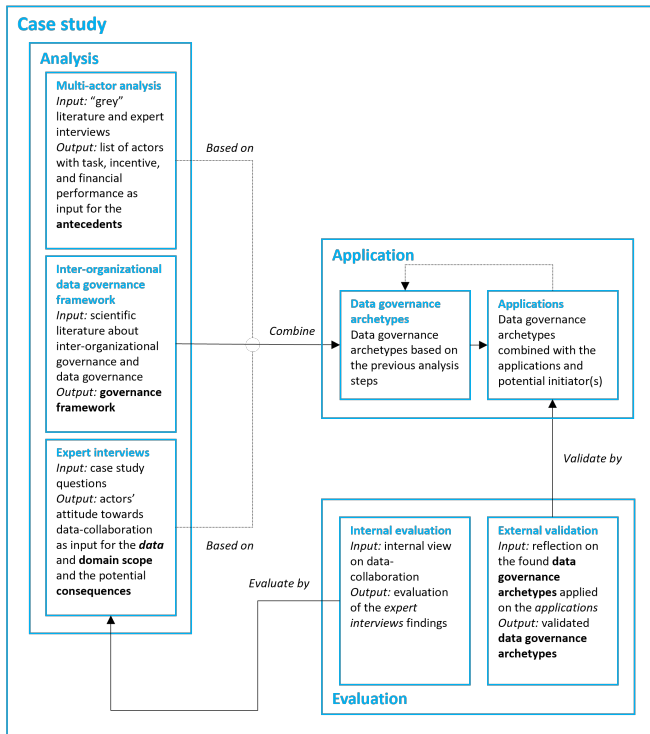 Case study
Analysis
Multi-actor analysis
Input: “grey”
literature and expert
interviews
Output: list of actors
with task, incentive,
and financial
performance as
input for the
antecedents
Based on
Inter-organizational
data governance
framework
Input: scientific
literature about
inter-organizational
governance and data
governance
Output: governance
framework
Combine
Expert interviews
Input: case study
questions
Output: actors’
attitude towards
data-collaboration
as input for the data
and domain scope
and the potential
consequences
Based on
Application
Data governance
archetypes
Data governance
archetypes based on
the previous analysis
steps
Applications
Data governance
archetypes
combined with the
applications and
potential initiator(s)
Validate by
Evaluate by
Internal evaluation
Input: internal view
on data-
collaboration
Output: evaluation
of the expert
interviews findings
External validation
Input: reflection on
the found data
governance
archetypes applied
on the applications
Output: validated
data governance
archetypes
Evaluation